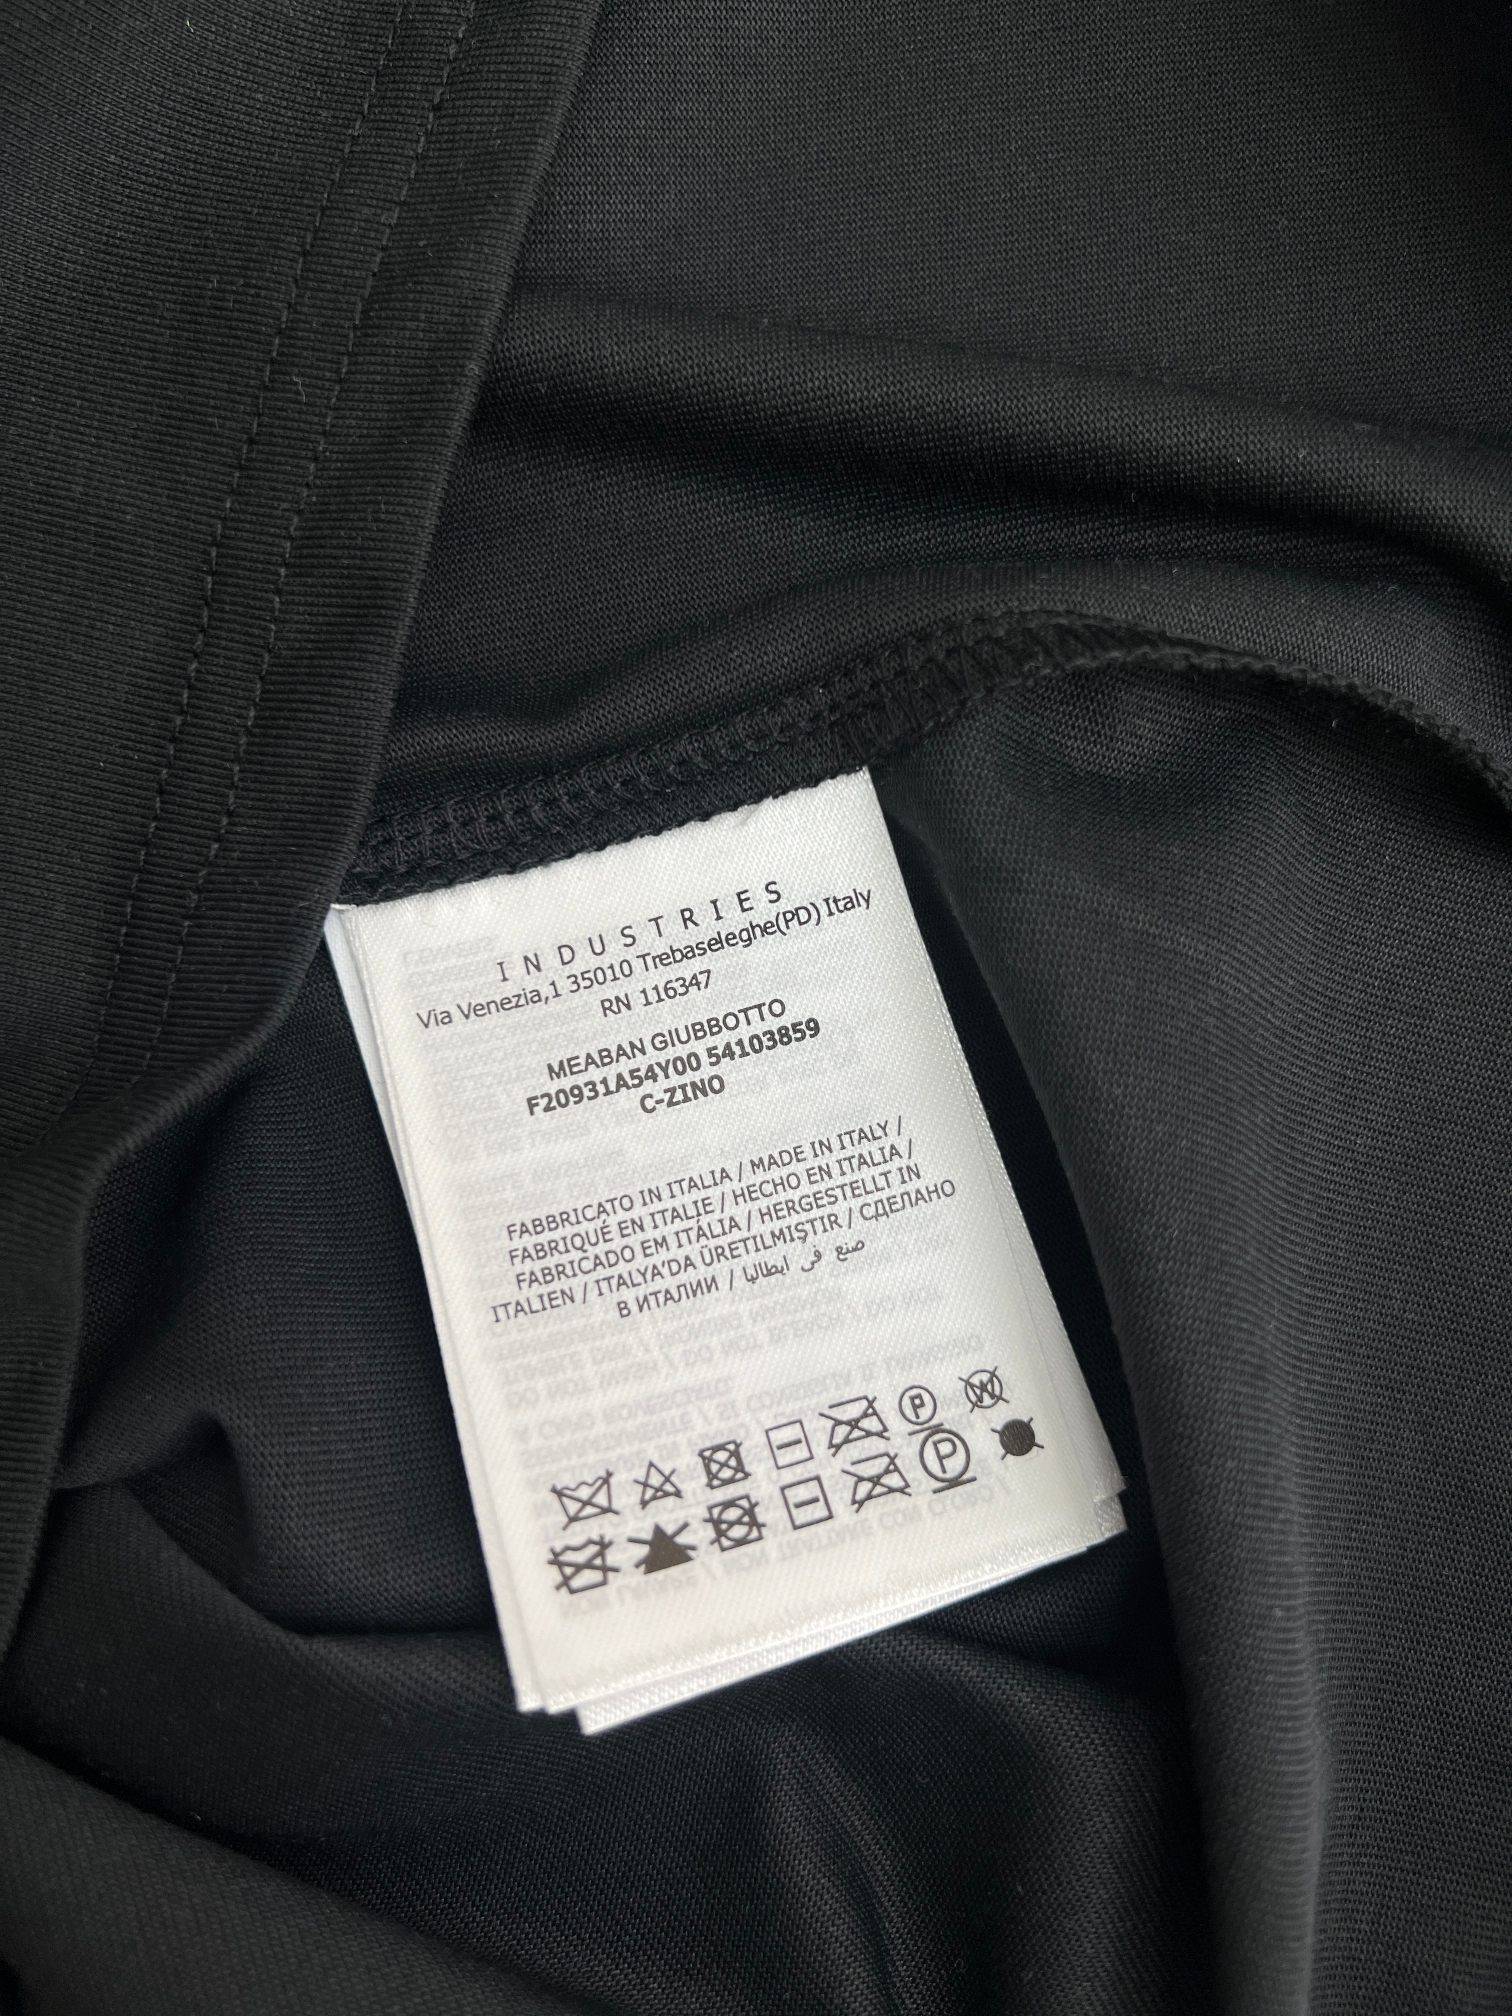 INDUSTRIES
Via Venezia,1 35010 Trebaseleghe(PD) Italy
RN 116347
MEABAN GIUBBOTTO
F20931A54Y00 54103859
C-ZINO
FABBRICATO IN ITALIA / MADE IN ITALY /
FABRIQUÉ EN ITALIE / HECHO EN ITALIA /
FABRICADO EM ITÁLIA / HERGESTELLT IN
ITALIEN / ITALYA'DA ÜRETILMIŞTIR / СДЕЛАНО
В ИТАЛИИ / صنع في ايطاليا
P W
P